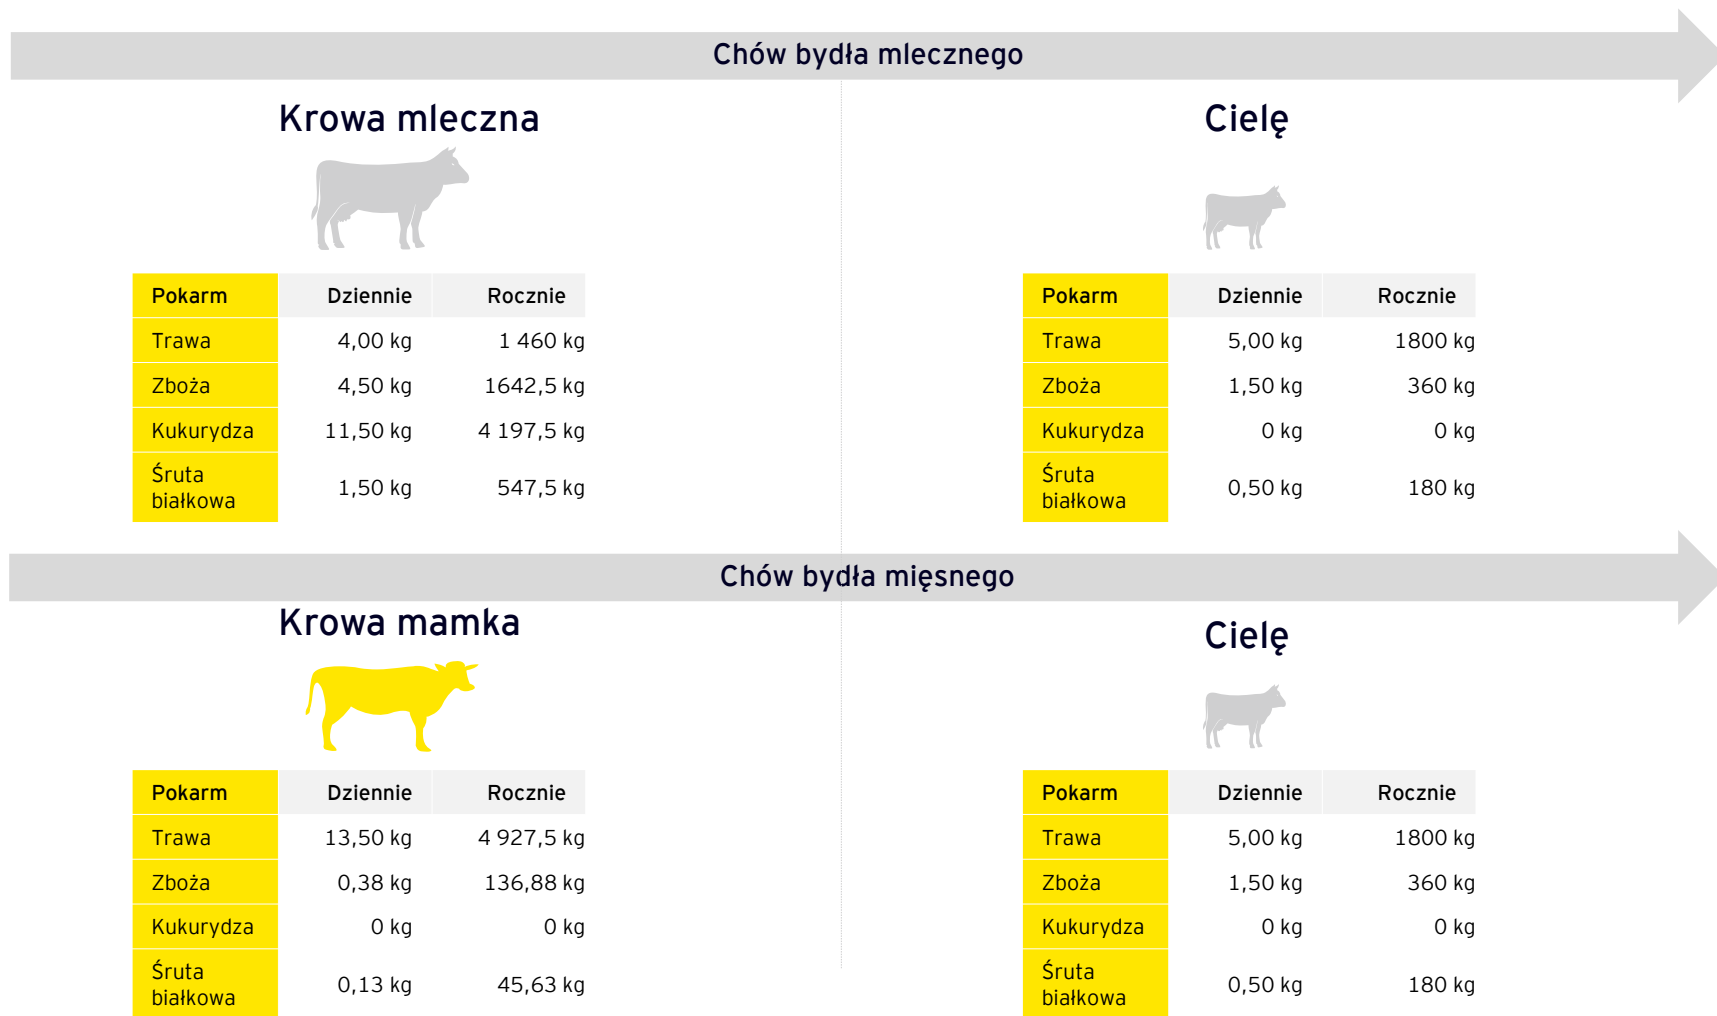 Chów bydła mlecznego
Krowa mleczna
Pokarm Dziennie Rocznie
Trawa 4,00 kg 1 460 kg
Zboża 4,50 kg 1642,5 kg
Kukurydza 11,50 kg 4 197,5 kg
Śruta
białkowa 1,50 kg 547,5 kg
Cielę
Pokarm Dziennie Rocznie
Trawa 5,00 kg 1800 kg
Zboża 1,50 kg 360 kg
Kukurydza 0 kg 0 kg
Śruta
białkowa 0,50 kg 180 kg
Chów bydła mięsnego
Krowa mamka
Pokarm Dziennie Rocznie
Trawa 13,50 kg 4 927,5 kg
Zboża 0,38 kg 136,88 kg
Kukurydza 0 kg 0 kg
Śruta
białkowa 0,13 kg 45,63 kg
Cielę
Pokarm Dziennie Rocznie
Trawa 5,00 kg 1800 kg
Zboża 1,50 kg 360 kg
Kukurydza 0 kg 0 kg
Śruta
białkowa 0,50 kg 180 kg